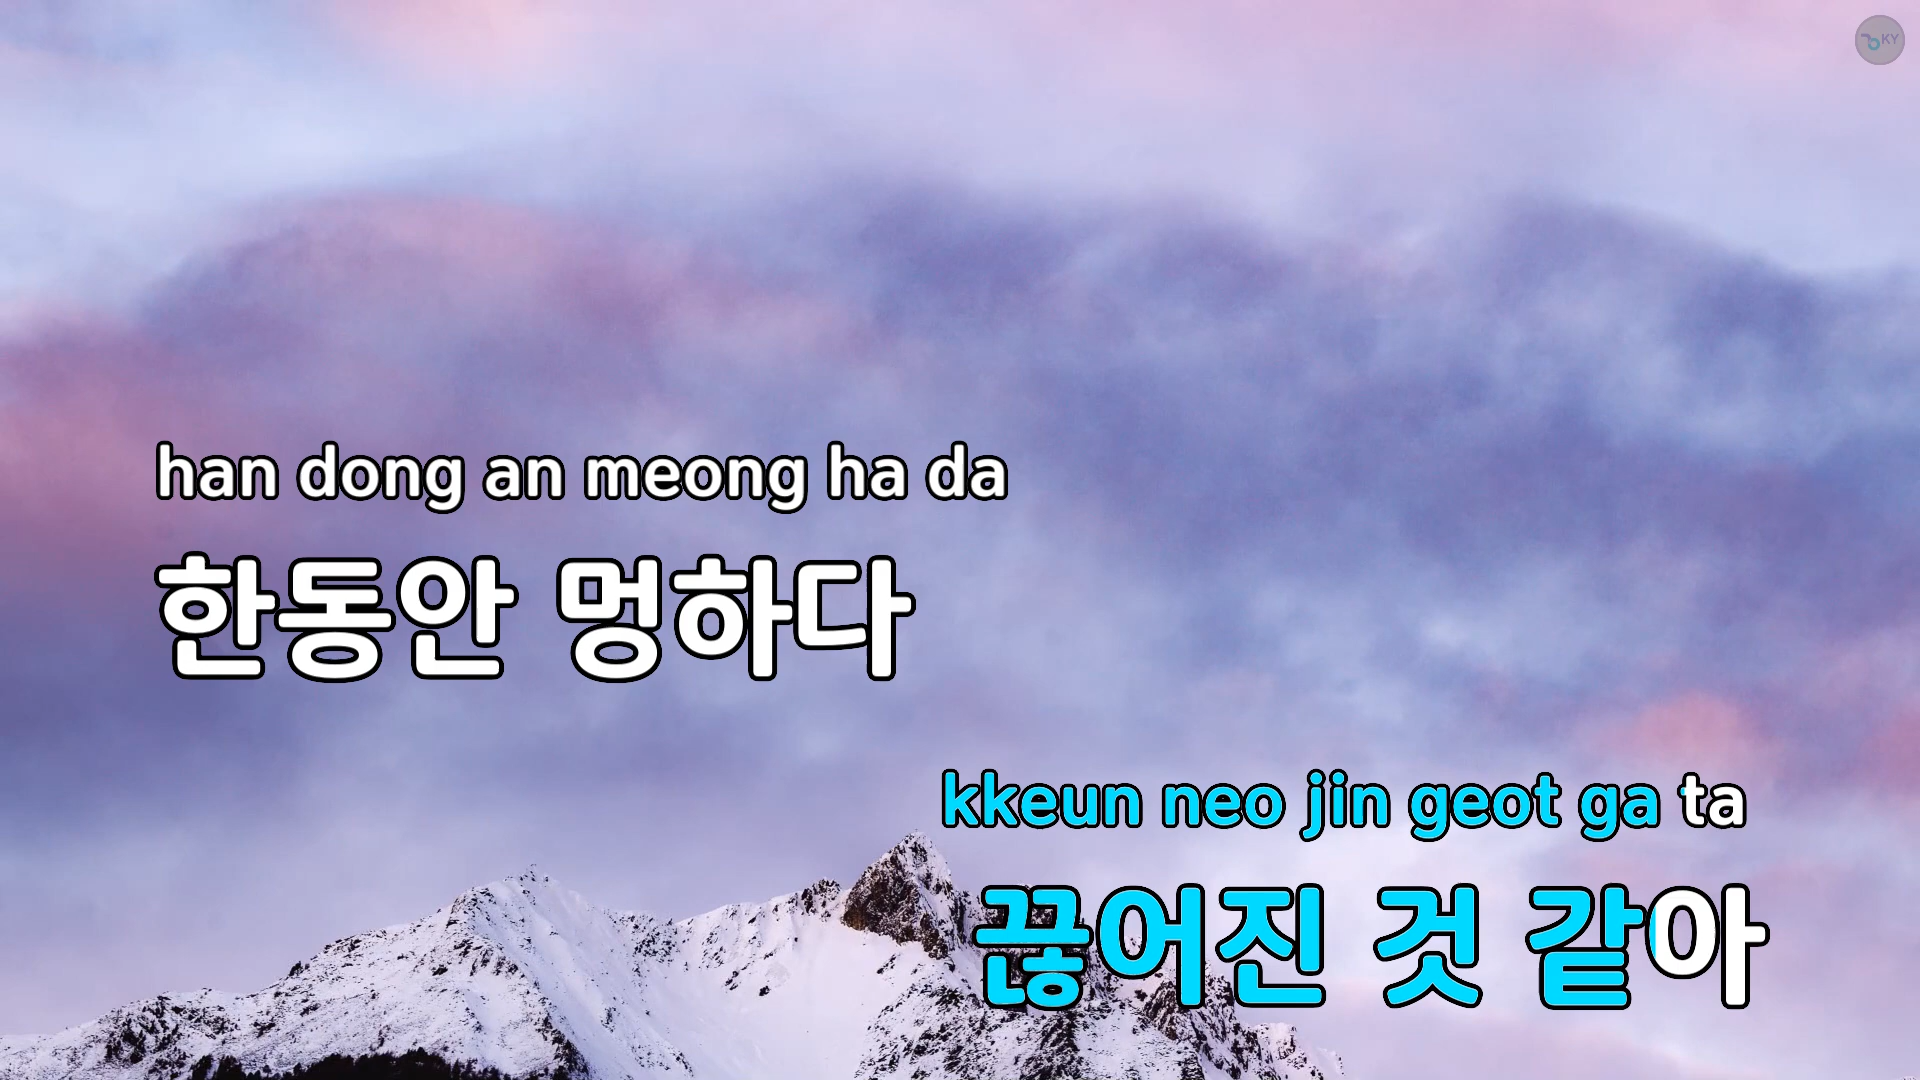 KY
han dong an meong ha da
한동안 멍하다
kkeun neo jin geot ga ta
끊어진 것 같아